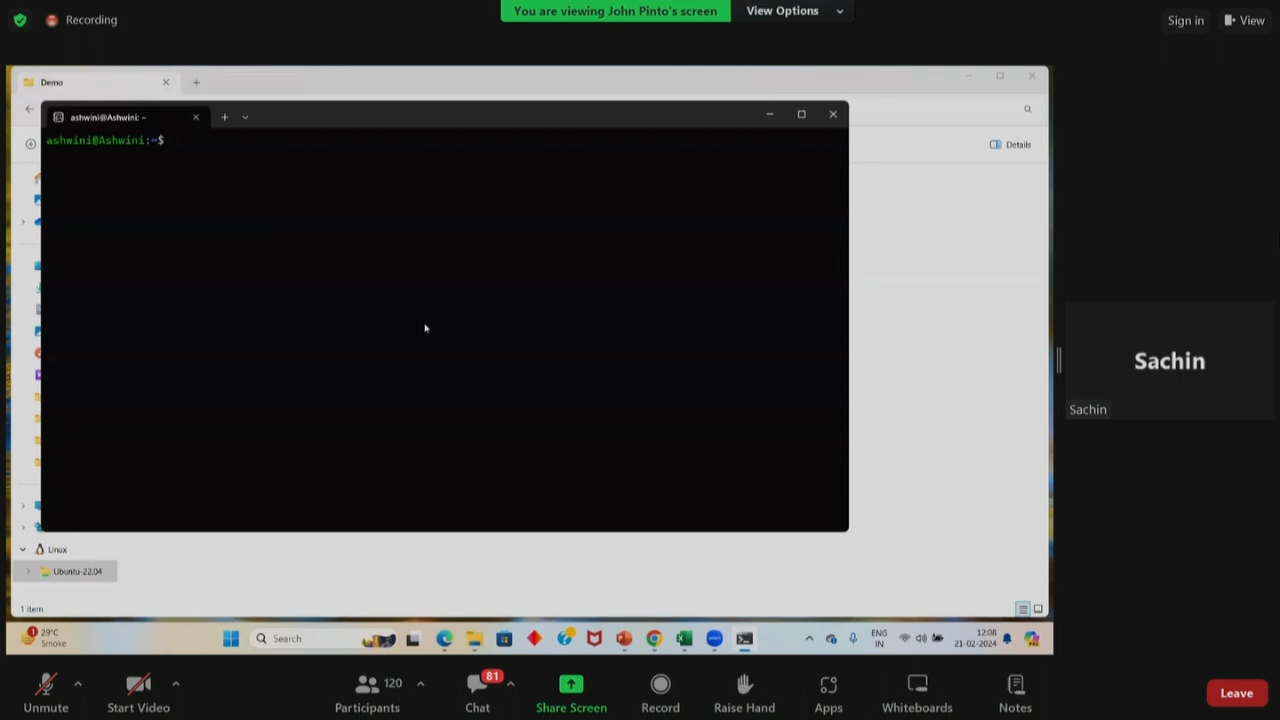 Recording
You are viewing John Pinto's screen
View Options
Sign in
View
Demo
ashwini@Ashwini: ~
ashwini@Ashwini:~$
Details
Linux
Ubuntu-22.04
1 item
Sachin
Sachin
1
29°C
Smoke
Search
ENG
IN
12:08
21-02-2024
Unmute
Start Video
120
Participants
81
Chat
Share Screen
Record
Raise Hand
Apps
Whiteboards
Notes
Leave